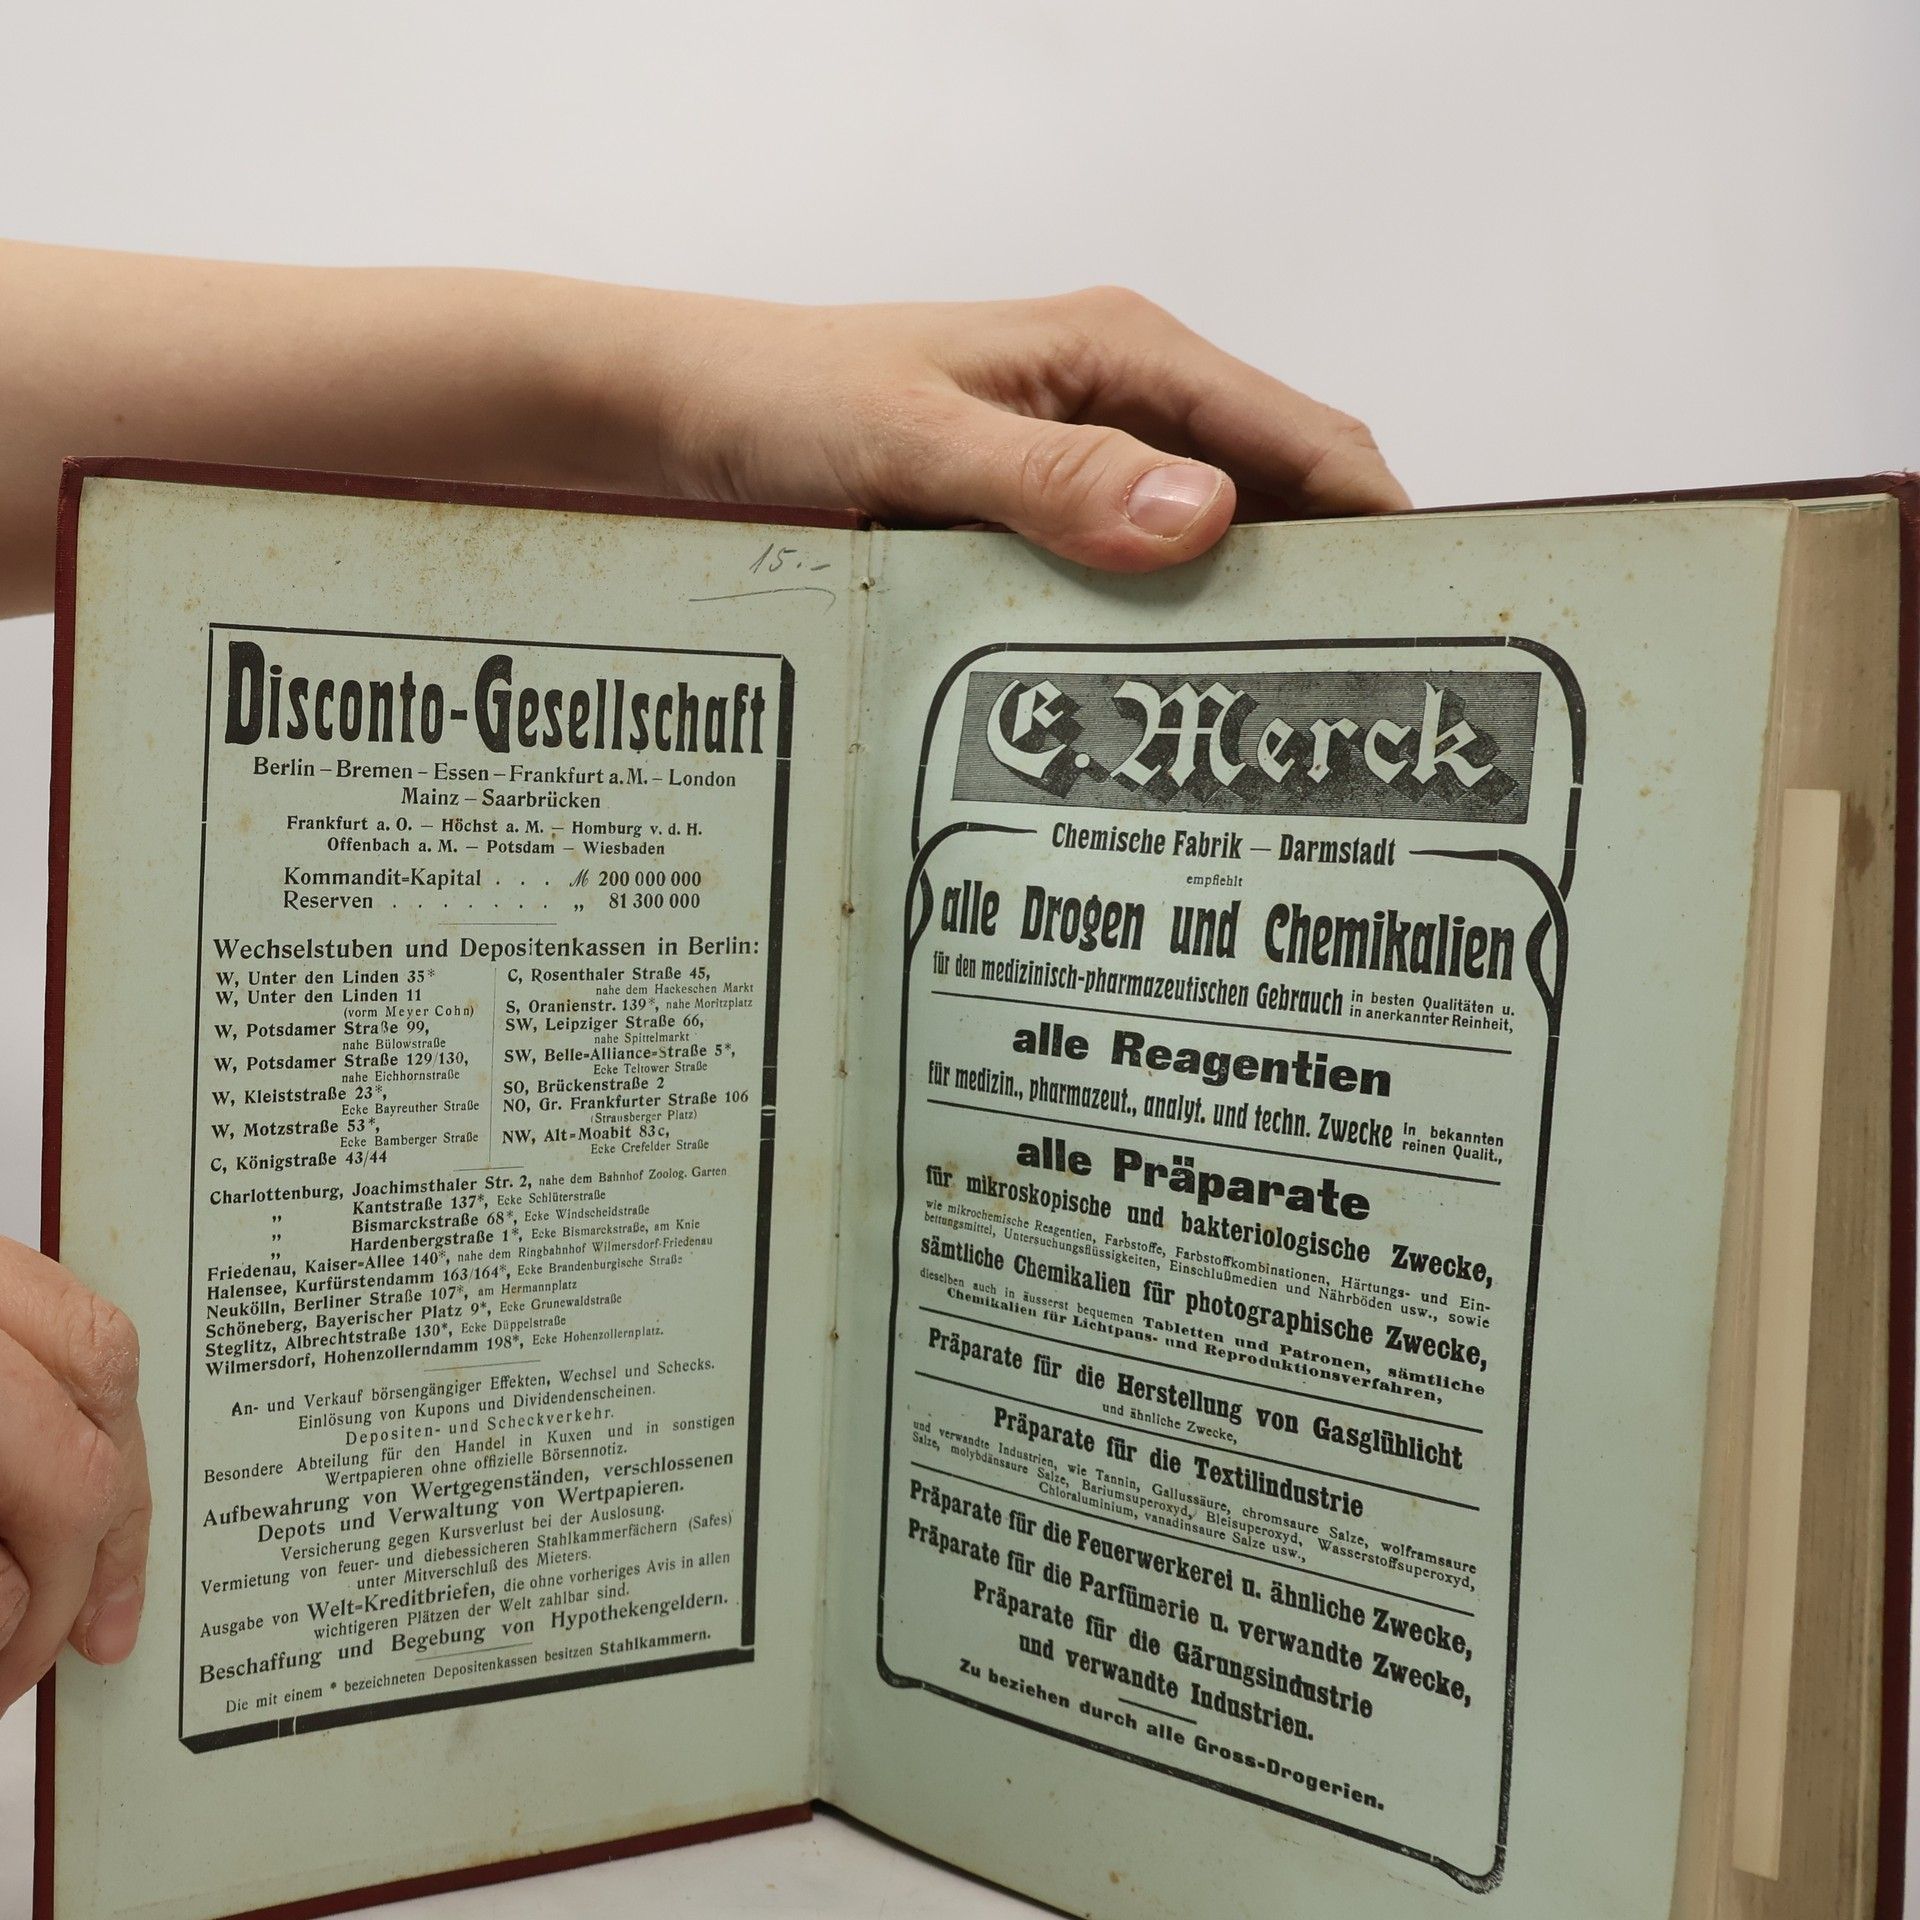 15.-
Disconto-Gesellschaft
Berlin – Bremen – Essen – Frankfurt a. M. – London
Mainz – Saarbrücken
Frankfurt a. O. — Höchst a. M. — Homburg v. d. H.
Offenbach a. M. — Potsdam — Wiesbaden
Kommandit=Kapital . . . ℳ 200 000 000
Reserven . . . . . . . „ 81 300 000
Wechselstuben und Depositenkassen in Berlin:
W, Unter den Linden 35*
W, Unter den Linden 11
(vorm Meyer Cohn)
W, Potsdamer Straße 99,
nahe Bülowstraße
W, Potsdamer Straße 129/130,
nahe Eichhornstraße
W, Kleiststraße 23*,
Ecke Bayreuther Straße
W, Motzstraße 53*,
Ecke Bamberger Straße
C, Königstraße 43/44
C, Rosenthaler Straße 45,
nahe dem Hackeschen Markt
S, Oranienstr. 139*, nahe Moritzplatz
SW, Leipziger Straße 66,
nahe Spittelmarkt
SW, Belle=Alliance=Straße 5*,
Ecke Teltower Straße
SO, Brückenstraße 2
NO, Gr. Frankfurter Straße 106
(Strausberger Platz)
NW, Alt=Moabit 83c,
Ecke Crefelder Straße
Charlottenburg, Joachimsthaler Str. 2, nahe dem Bahnhof Zoolog. Garten
„ Kantstraße 137*, Ecke Schlüterstraße
„ Bismarckstraße 68*, Ecke Windscheidstraße
„ Hardenbergstraße 1*, Ecke Bismarckstraße, am Knie
Friedenau, Kaiser=Allee 140*, nahe dem Ringbahnhof Wilmersdorf-Friedenau
Halensee, Kurfürstendamm 163/164*, Ecke Brandenburgische Straße
Neukölln, Berliner Straße 107*, am Hermannplatz
Schöneberg, Bayerischer Platz 9*, Ecke Grunewaldstraße
Steglitz, Albrechtstraße 130*, Ecke Düppelstraße
Wilmersdorf, Hohenzollerndamm 198*, Ecke Hohenzollernplatz.
An- und Verkauf börsengängiger Effekten, Wechsel und Schecks.
Einlösung von Kupons und Dividendenscheinen.
Depositen- und Scheckverkehr.
Besondere Abteilung für den Handel in Kuxen und in sonstigen
Wertpapieren ohne offizielle Börsennotiz.
Aufbewahrung von Wertgegenständen, verschlossenen
Depots und Verwaltung von Wertpapieren.
Versicherung gegen Kursverlust bei der Auslosung.
Vermietung von feuer- und diebessicheren Stahlkammerfächern (Safes)
unter Mitverschluß des Mieters.
Ausgabe von Welt=Kreditbriefen, die ohne vorheriges Avis in allen
wichtigeren Plätzen der Welt zahlbar sind.
Beschaffung und Begebung von Hypothekengeldern.
Die mit einem * bezeichneten Depositenkassen besitzen Stahlkammern.
E. Merck
Chemische Fabrik — Darmstadt
empfiehlt
alle Drogen und Chemikalien
für den medizinisch-pharmazeutischen Gebrauch in besten Qualitäten u.
in anerkannter Reinheit,
alle Reagentien
für medizin., pharmazeut., analyt. und techn. Zwecke in bekannten
reinen Qualit.,
alle Präparate
für mikroskopische und bakteriologische Zwecke,
wie mikrochemische Reagentien, Farbstoffe, Farbstoffkombinationen, Härtungs- und Ein-
bettungsmittel, Untersuchungsflüssigkeiten, Einschlußmedien und Nährböden usw., sowie
sämtliche Chemikalien für photographische Zwecke,
dieselben auch in äusserst bequemen Tabletten und Patronen, sämtliche
Chemikalien für Lichtpaus- und Reproduktionsverfahren,
Präparate für die Herstellung von Gasglühlicht
und ähnliche Zwecke,
Präparate für die Textilindustrie
und verwandte Industrien, wie Tannin, Gallussäure, chromsaure Salze, wolframsaure
Salze, molybdänsaure Salze, Bariumsuperoxyd, Bleisuperoxyd, Wasserstoffsuperoxyd,
Chloraluminium, vanadinsaure Salze usw.,
Präparate für die Feuerwerkerei u. ähnliche Zwecke,
Präparate für die Parfümerie u. verwandte Zwecke,
Präparate für die Gärungsindustrie
und verwandte Industrien.
Zu beziehen durch alle Gross-Drogerien.